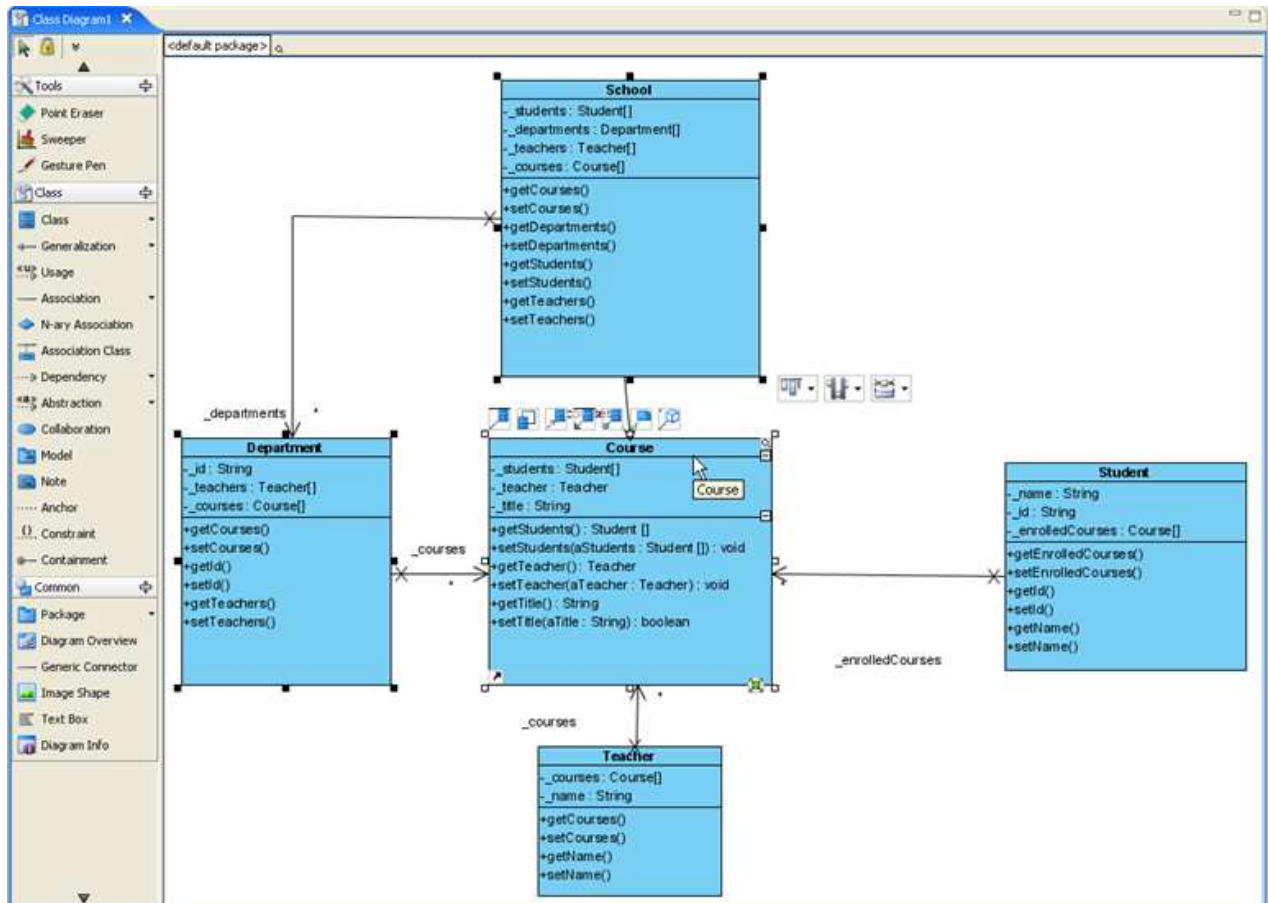 Class Diagram1
<default package>
Tools
Point Eraser
Sweeper
Gesture Pen
Class
Class
Generalization
Usage
Association
N-ary Association
Association Class
Dependency
Abstraction
Collaboration
Model
Note
Anchor
Constraint
Containment
Common
Package
Diagram Overview
Generic Connector
Image Shape
Text Box
Diagram Info
School
-_students : Student[]
-_departments : Department[]
-_teachers : Teacher[]
-_courses : Course[]
+getCourses()
+setCourses()
+getDepartments()
+setDepartments()
+getStudents()
+setStudents()
+getTeachers()
+setTeachers()
_departments *
Department
-_id : String
-_teachers : Teacher[]
-_courses : Course[]
+getCourses()
+setCourses()
+getId()
+setId()
+getTeachers()
+setTeachers()
_courses
*
Course
-_students : Student[]
-_teacher : Teacher
-_title : String
Course
+getStudents() : Student []
+setStudents(aStudents : Student []) : void
+getTeacher() : Teacher
+setTeacher(aTeacher : Teacher) : void
+getTitle() : String
+setTitle(aTitle : String) : boolean
*
_enrolledCourses
Student
-_name : String
-_id : String
-_enrolledCourses : Course[]
+getEnrolledCourses()
+setEnrolledCourses()
+getId()
+setId()
+getName()
+setName()
*
_courses
Teacher
-_courses : Course[]
-_name : String
+getCourses()
+setCourses()
+getName()
+setName()